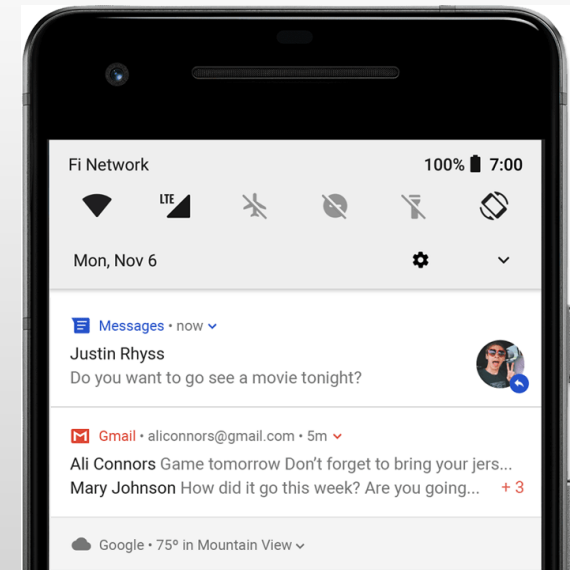 Fi Network 100% 7:00
LTE
Mon, Nov 6
Messages • now
Justin Rhyss
Do you want to go see a movie tonight?
Gmail • aliconnors@gmail.com • 5m
Ali Connors Game tomorrow Don’t forget to bring your jers...
Mary Johnson How did it go this week? Are you going... + 3
Google • 75º in Mountain View